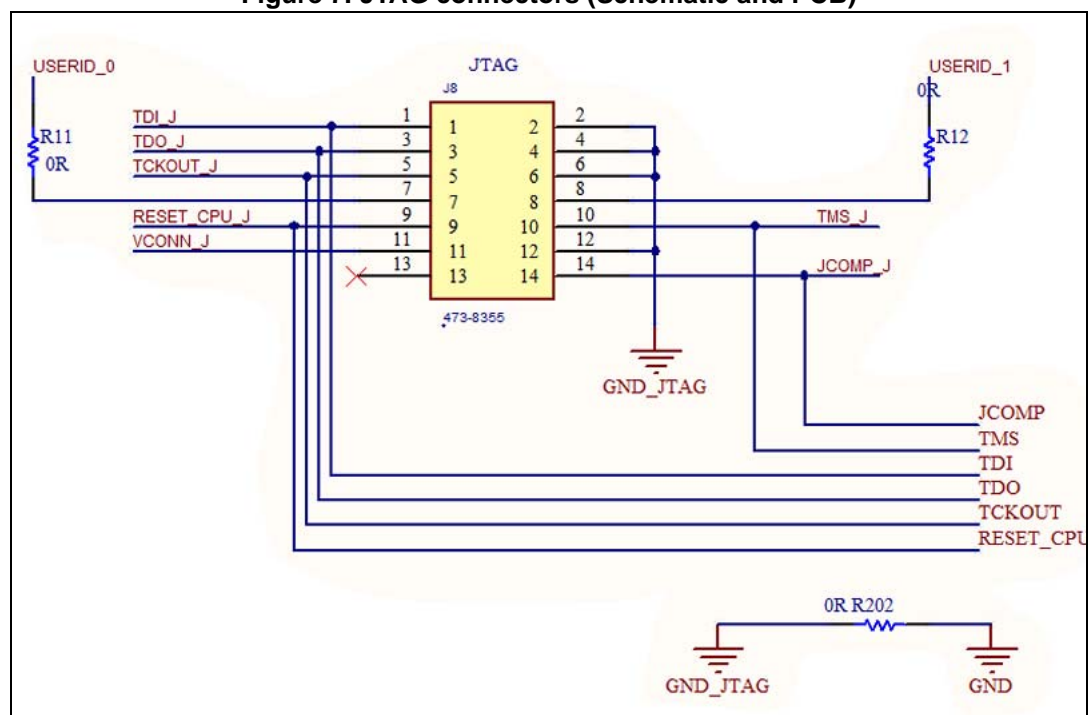 Figure 7. JTAG connectors (Schematic and PCB)
USERID_0
JTAG
USERID_1
J8
0R
TDI_J 1 1 2 2
R11
TDO_J 3 3 4 4
R12
0R
TCKOUT_J 5 5 6 6
7 7 8 8
RESET_CPU_J 9 9 10 10 TMS_J
VCONN_J 11 11 12 12
13 13 14 14 JCOMP_J
473-8355
GND_JTAG
JCOMP
TMS
TDI
TDO
TCKOUT
RESET_CPU
0R R202
GND_JTAG
GND